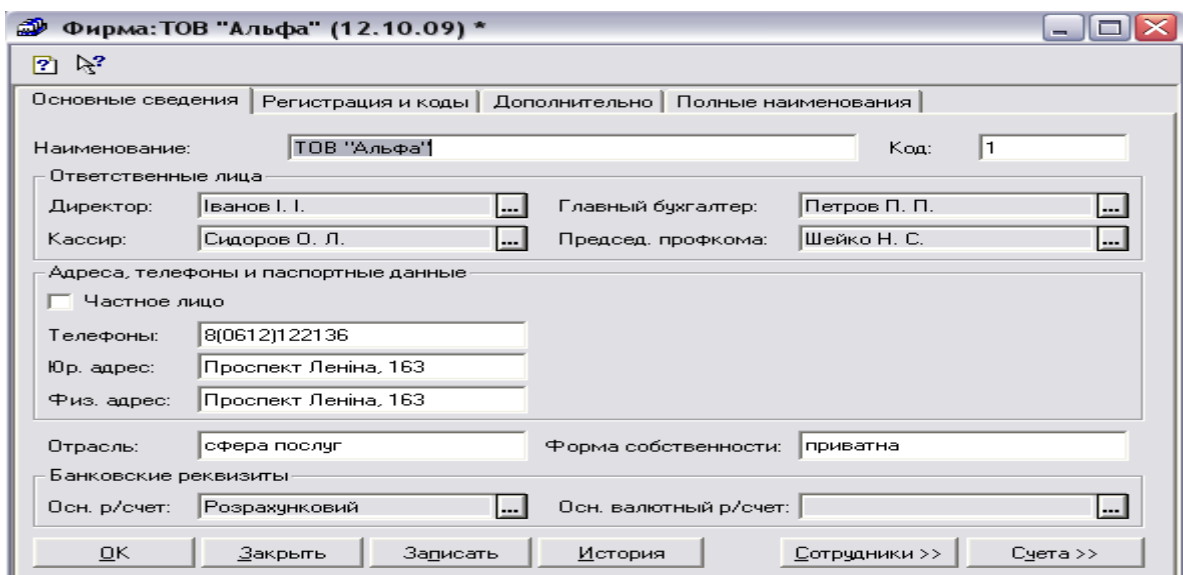 Фирма:ТОВ "Альфа" (12.10.09) *
Основные сведения Регистрация и коды Дополнительно Полные наименования
Наименование: ТОВ "Альфа" Код: 1
Ответственные лица
Директор: Іванов І. І. ... Главный бухгалтер: Петров П. П. ...
Кассир: Сидоров О. Л. ... Председ. профкома: Шейко Н. С. ...
Адреса, телефоны и паспортные данные
Частное лицо
Телефоны: 8(0612)122136
Юр. адрес: Проспект Леніна, 163
Физ. адрес: Проспект Леніна, 163
Отрасль: сфера послуг Форма собственности: приватна
Банковские реквизиты
Осн. р/счет: Розрахунковий ... Осн. валютный р/счет: ...
OK Закрыть Записать История Сотрудники >> Счета >>